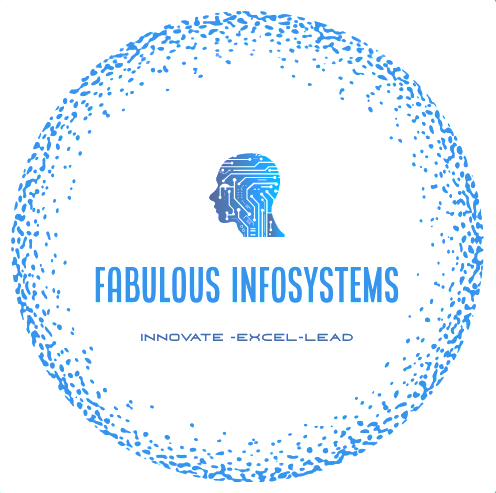 FABULOUS INFOSYSTEMS
INNOVATE -EXCEL-LEAD